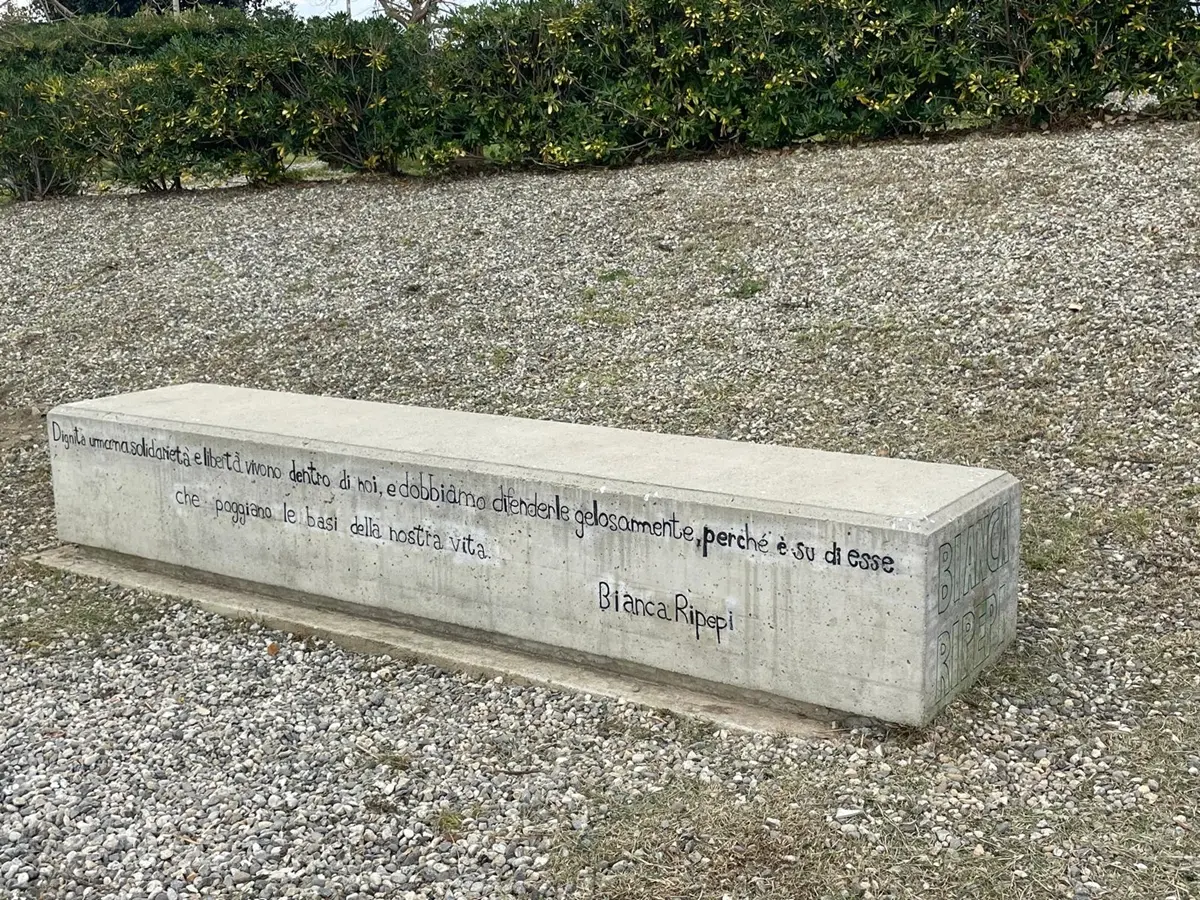 Dignità umana, solidarietà e libertà vivono dentro di noi, e dobbiamo difenderle gelosamente, perché è su di esse
che poggiano le basi della nostra vita.
Bianca Ripepi
BIANCA
RIPEPI